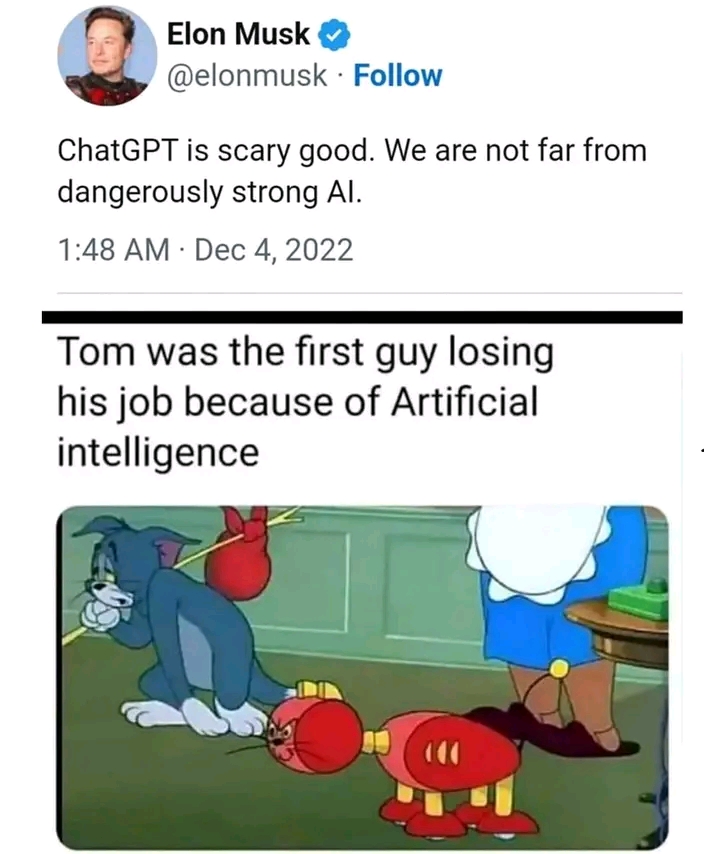 Elon Musk
@elonmusk · Follow
ChatGPT is scary good. We are not far from
dangerously strong AI.
1:48 AM · Dec 4, 2022
Tom was the first guy losing
his job because of Artificial
intelligence